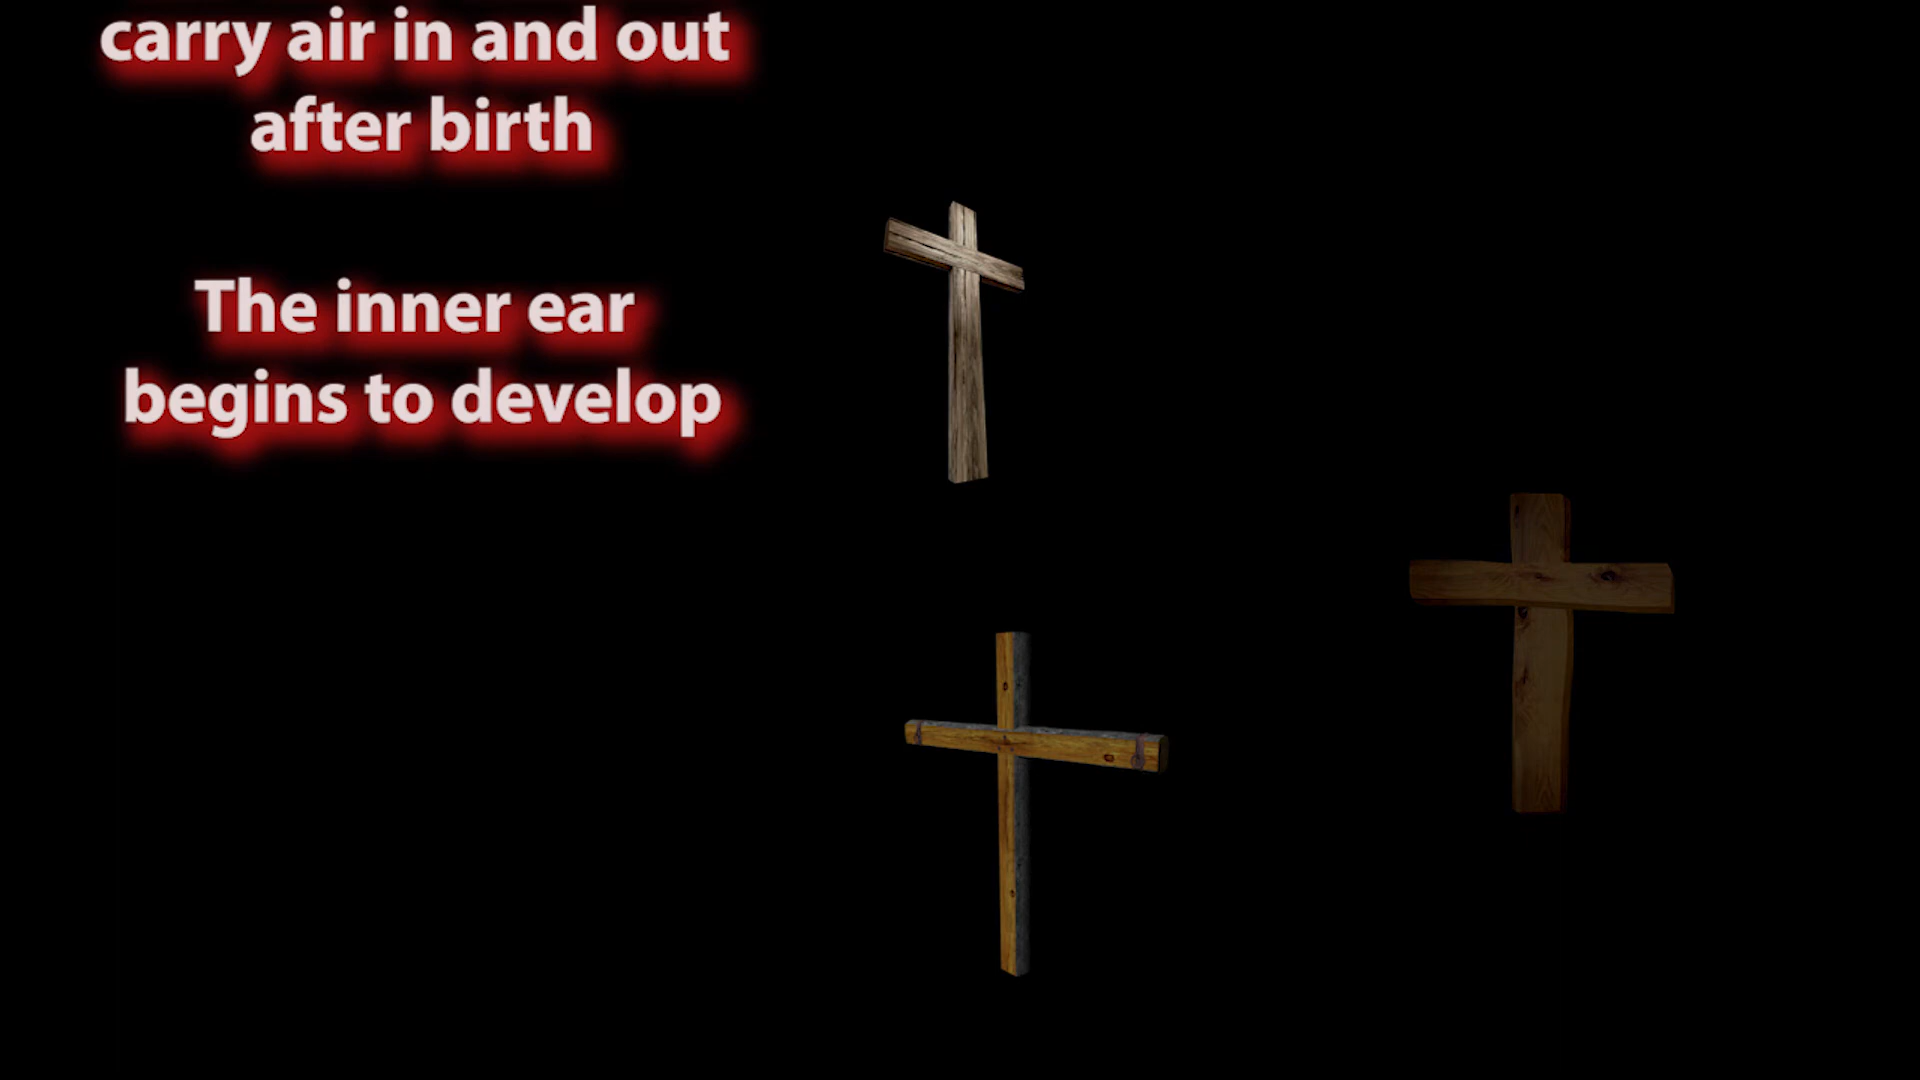 carry air in and out
after birth
The inner ear
begins to develop